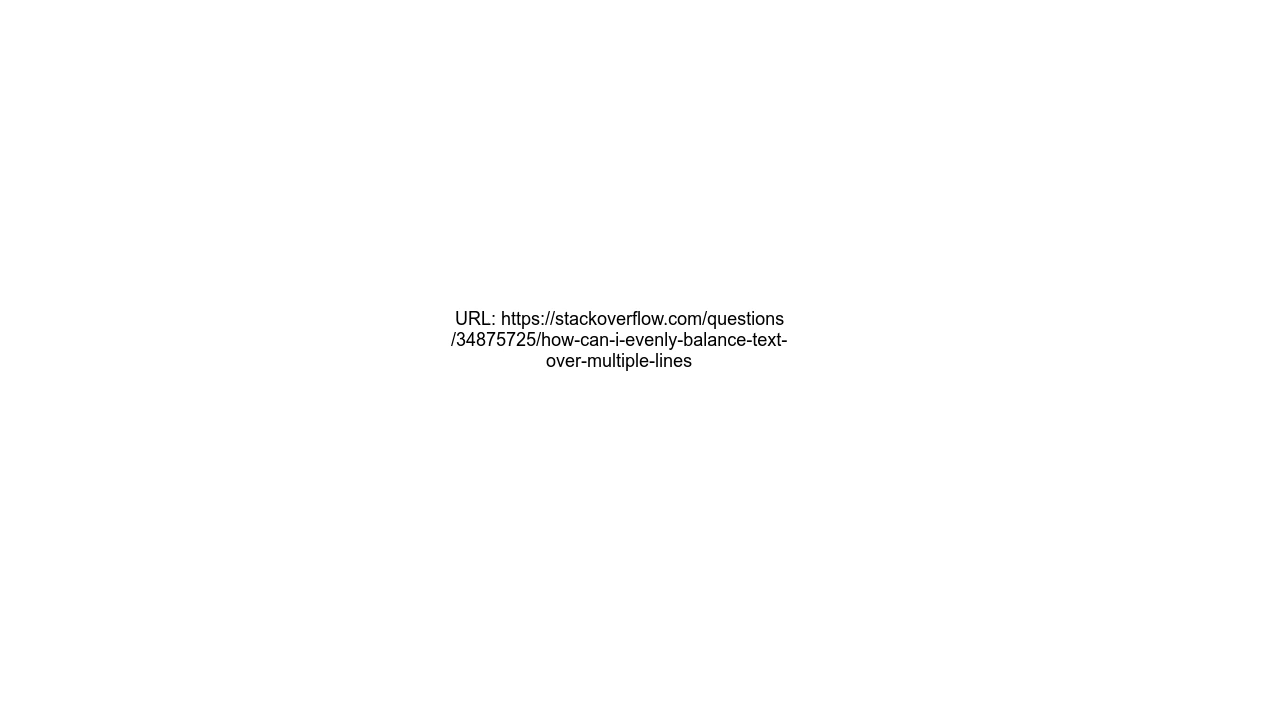 URL: https://stackoverflow.com/questions
/34875725/how-can-i-evenly-balance-text-
over-multiple-lines